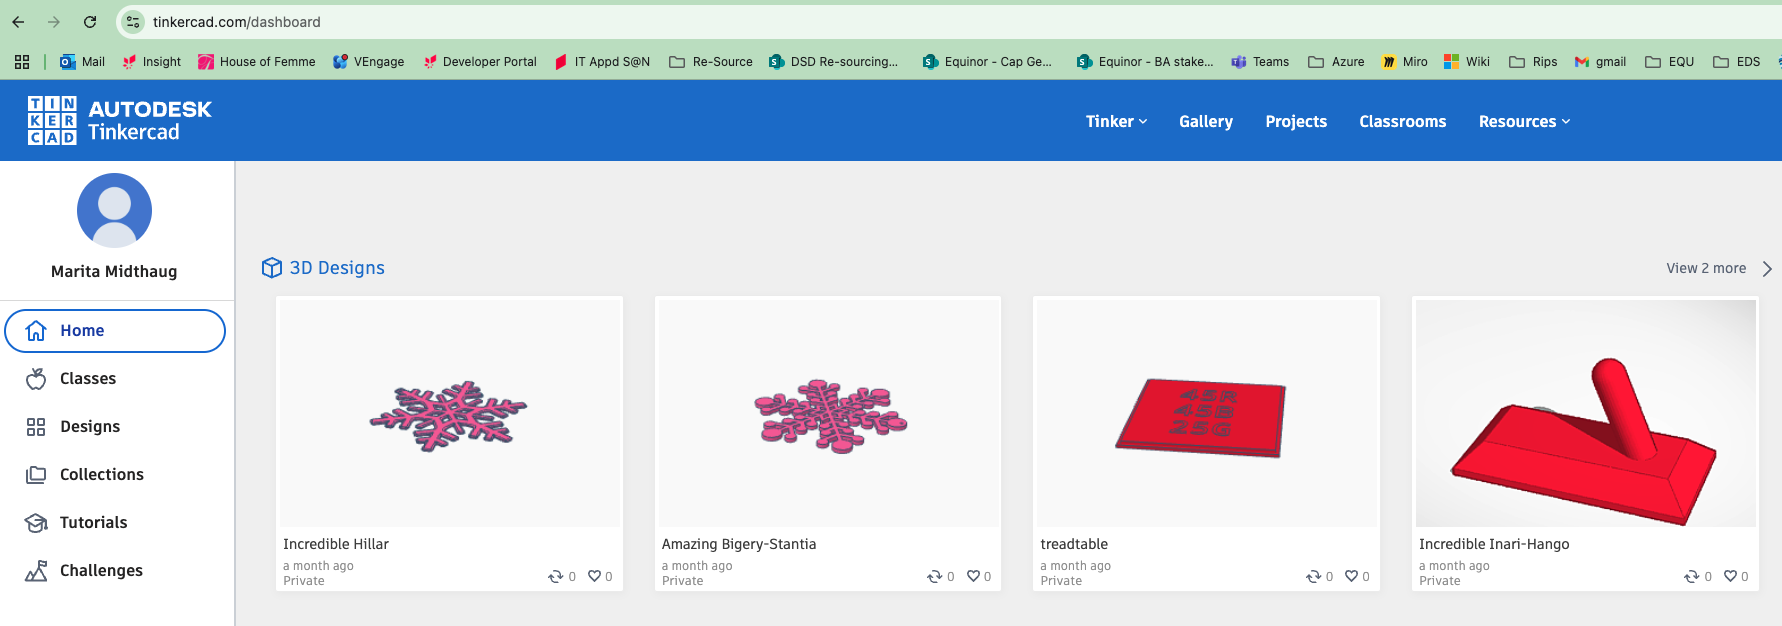 tinkercad.com/dashboard
Mail Insight House of Femme VEngage Developer Portal IT Appd S@N Re-Source DSD Re-sourcing... Equinor - Cap Ge... Equinor - BA stake... Teams Azure Miro Wiki Rips gmail EQU EDS
TIN
KER
CAD
AUTODESK
Tinkercad
Tinker Gallery Projects Classrooms Resources
Marita Midthaug
Home
Classes
Designs
Collections
Tutorials
Challenges
3D Designs
View 2 more
45R
45B
25G
Incredible Hillar
a month ago
Private
0 0
Amazing Bigery-Stantia
a month ago
Private
0 0
treadtable
a month ago
Private
0 0
Incredible Inari-Hango
a month ago
Private
0 0